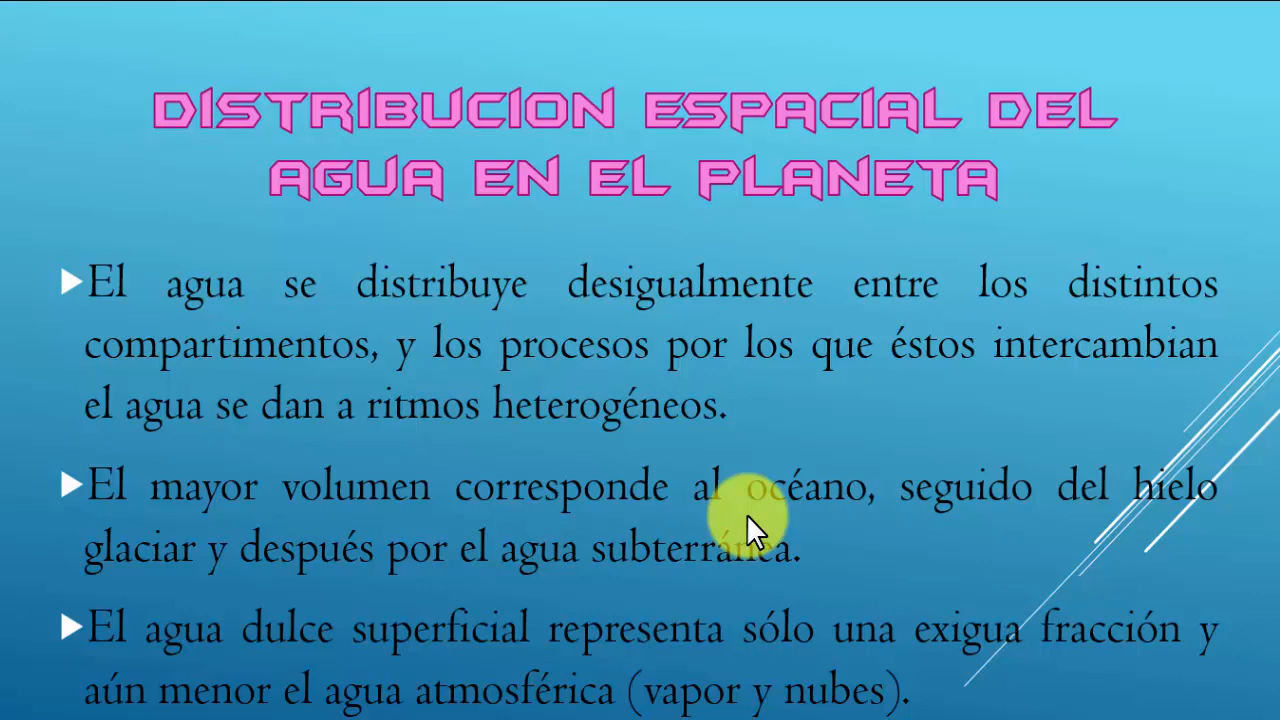 DISTRIBUCION ESPACIAL DEL
AGUA EN EL PLANETA
El agua se distribuye desigualmente entre los distintos
compartimentos, y los procesos por los que éstos intercambian
el agua se dan a ritmos heterogéneos.
El mayor volumen corresponde al océano, seguido del hielo
glaciar y después por el agua subterránea.
El agua dulce superficial representa sólo una exigua fracción y
aún menor el agua atmosférica (vapor y nubes).